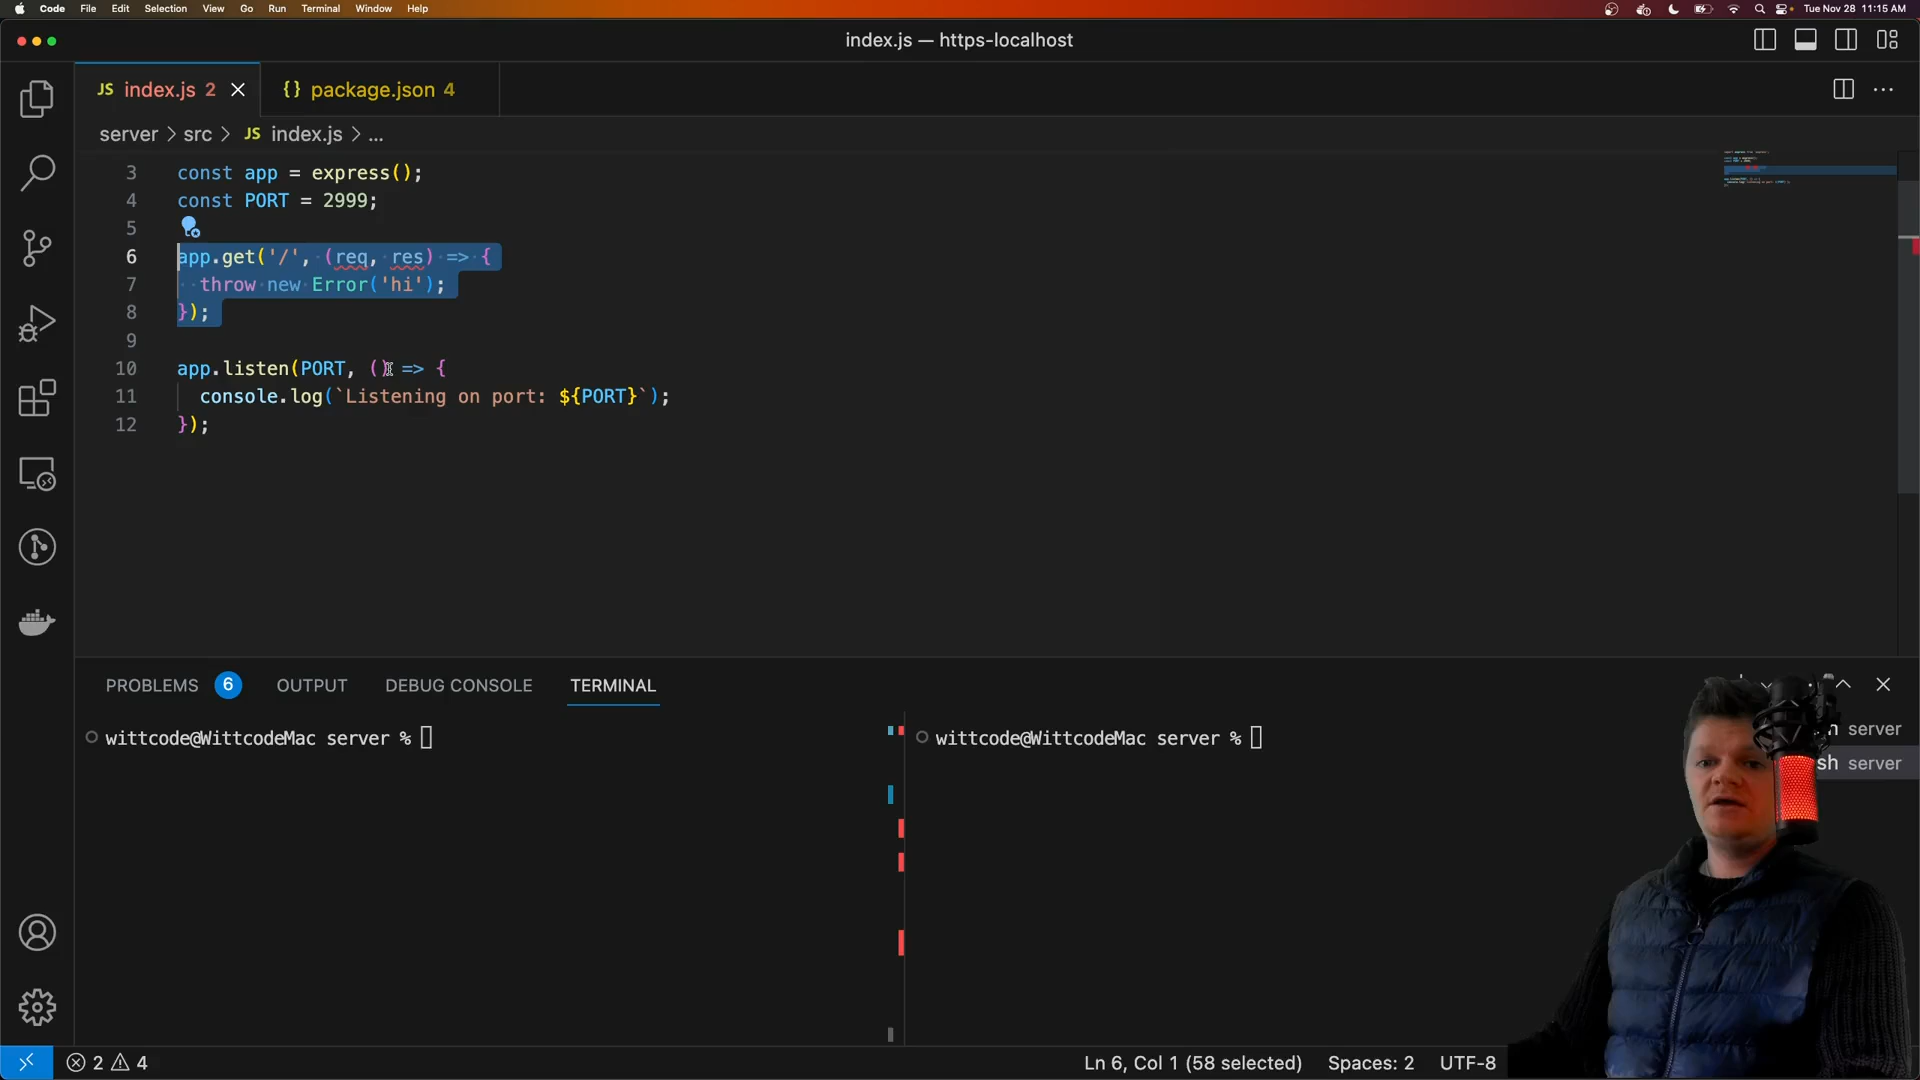 Code File Edit Selection View Go Run Terminal Window Help Tue Nov 28 11:15 AM
index.js — https-localhost
JS index.js 2 {} package.json 4
server > src > JS index.js > ...
3 const app = express();
4 const PORT = 2999;
5
6 app.get('/', (req, res) => {
7 throw new Error('hi');
8 });
9
10 app.listen(PORT, () => {
11 console.log(`Listening on port: ${PORT}`);
12 });
PROBLEMS 6 OUTPUT DEBUG CONSOLE TERMINAL
wittcode@WittcodeMac server % wittcode@WittcodeMac server %
server
sh server
2 4 Ln 6, Col 1 (58 selected) Spaces: 2 UTF-8